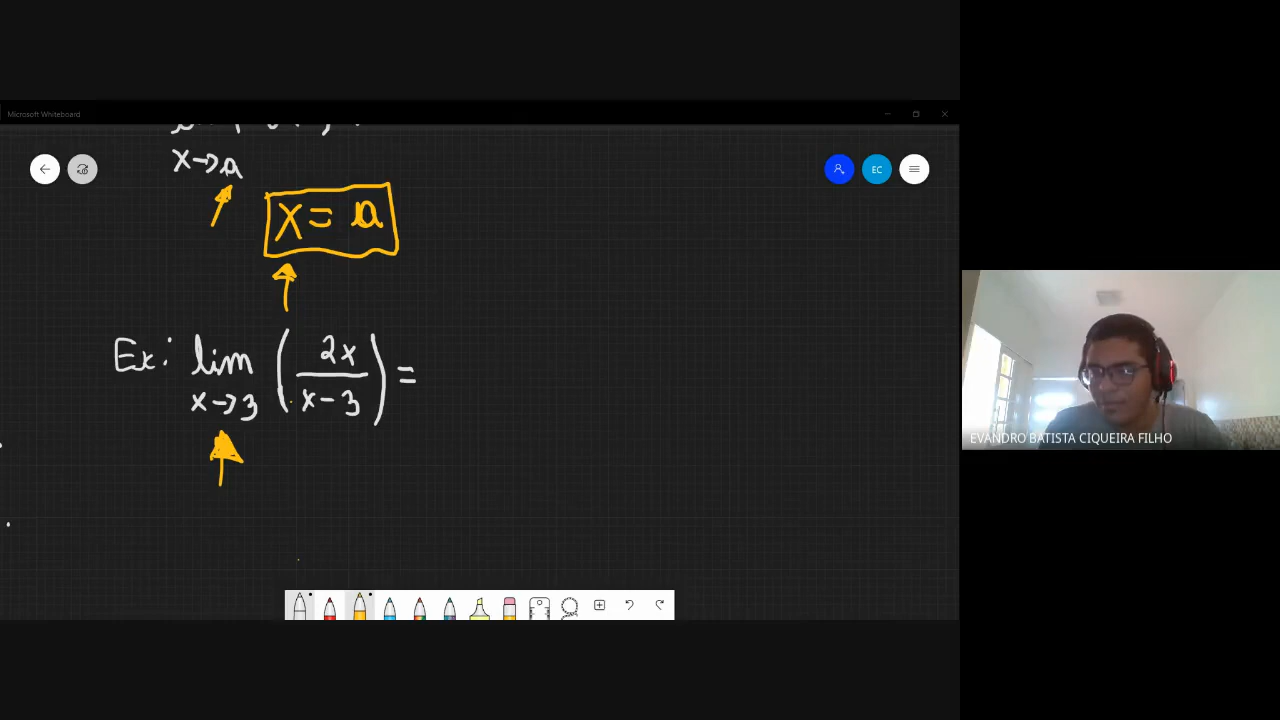 Microsoft Whiteboard
x→a
EC
x = a
Ex: lim (2x / x-3) =
x→3
EVANDRO BATISTA CIQUEIRA FILHO